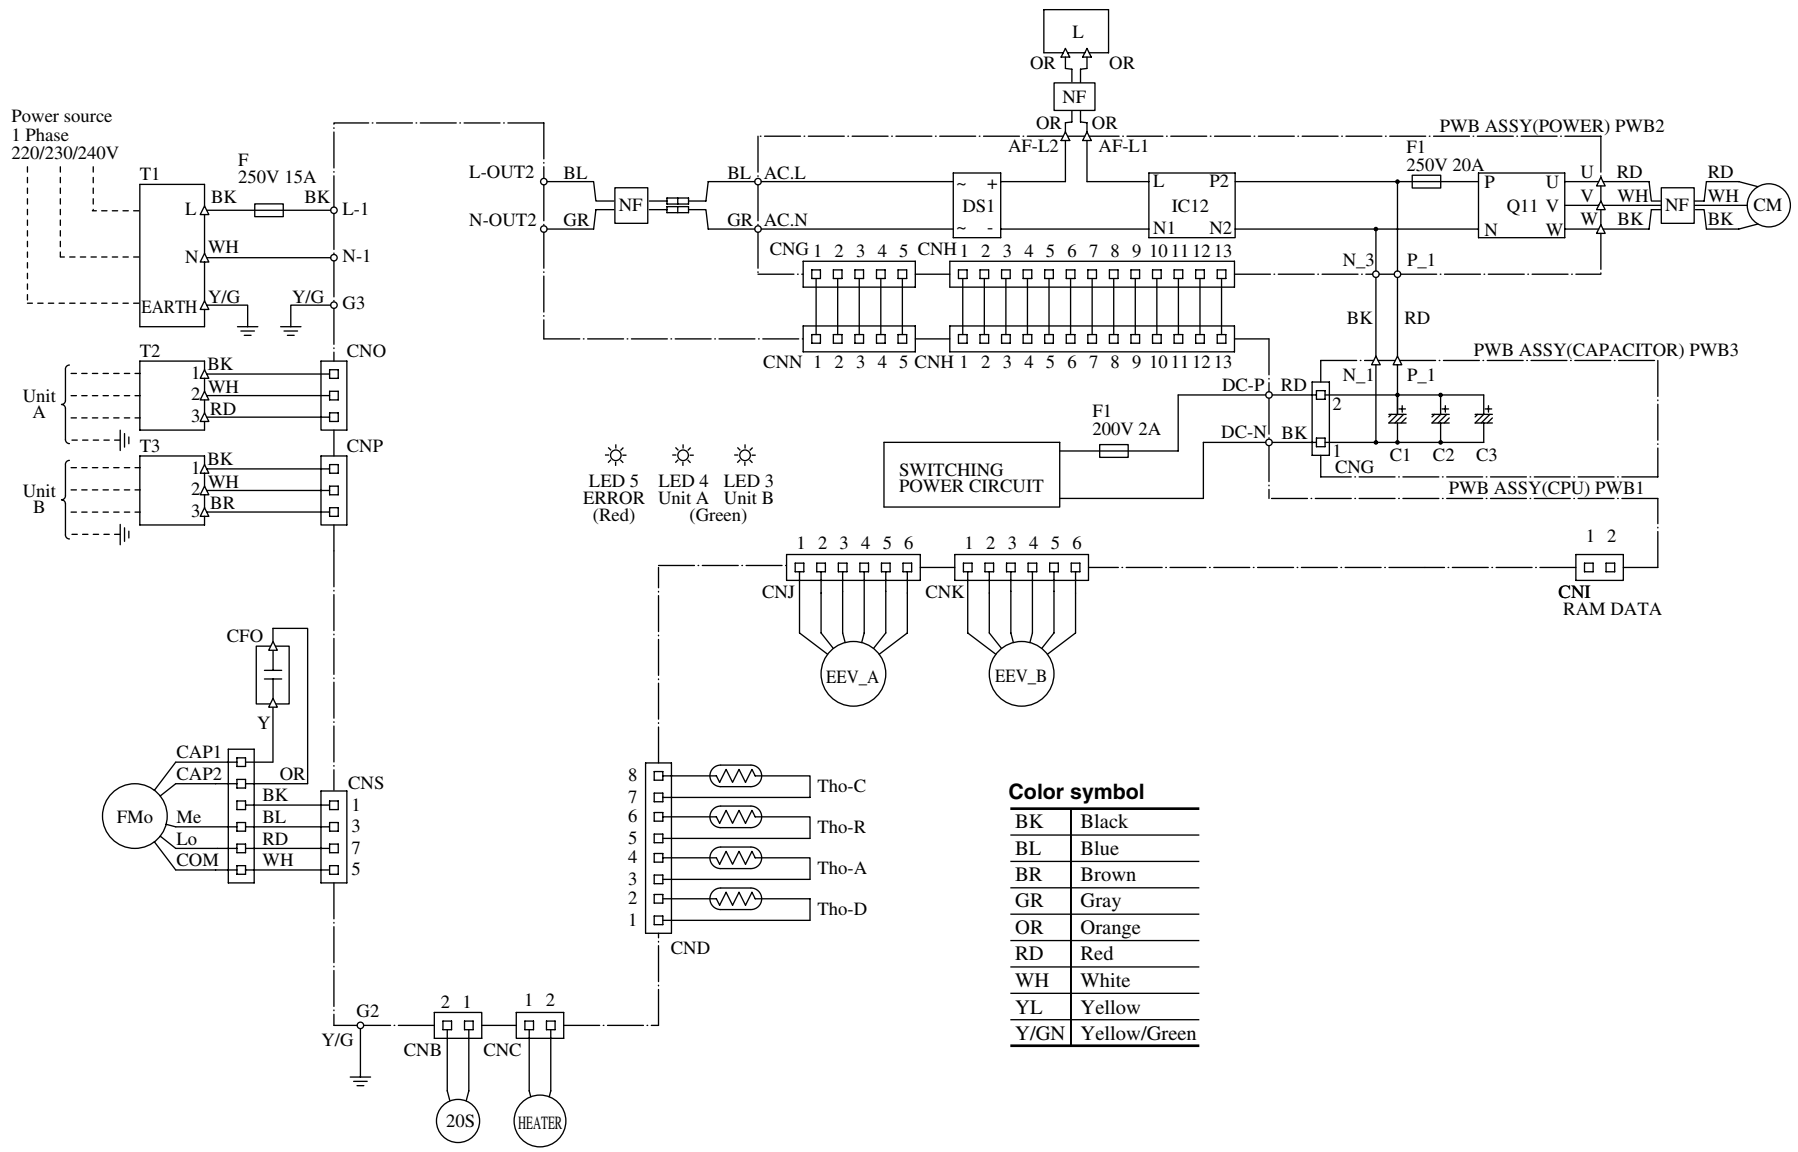 L
OR OR
NF
OR OR
AF-L2 AF-L1
PWB ASSY(POWER) PWB2
Power source
1 Phase
220/230/240V
T1
F
250V 15A
BK BK
L L-1
WH
N N-1
Y/G Y/G
EARTH G3
L-OUT2 BL
N-OUT2 GR
NF
BL AC.L
GR AC.N
~ +
DS1
~ -
L P2
IC12
N1 N2
F1
250V 20A
P U
Q11 V
N W
U RD
V WH
W BK
NF
RD
WH
BK
CM
CNG 1 2 3 4 5 CNH 1 2 3 4 5 6 7 8 9 10 11 12 13
N_3 P_1
BK RD
CNN 1 2 3 4 5 CNH 1 2 3 4 5 6 7 8 9 10 11 12 13
PWB ASSY(CAPACITOR) PWB3
N_1 P_1
DC-P RD
2
DC-N BK
1
CNG
+ + +
C1 C2 C3
F1
200V 2A
SWITCHING
POWER CIRCUIT
PWB ASSY(CPU) PWB1
T2 CNO
Unit
A
1 BK
2 WH
3 RD
T3 CNP
Unit
B
1 BK
2 WH
3 BR
LED 5 LED 4 LED 3
ERROR Unit A Unit B
(Red) (Green)
1 2 3 4 5 6
CNJ
EEV_A
1 2 3 4 5 6
CNK
EEV_B
1 2
CNI
RAM DATA
CFO
Y
CAP1
CAP2 OR
CNS
BK 1
FMo
Me BL 3
Lo RD 7
COM WH 5
8
7
Tho-C
6
5
Tho-R
4
3
Tho-A
2
1
Tho-D
CND
Color symbol
BK Black
BL Blue
BR Brown
GR Gray
OR Orange
RD Red
WH White
YL Yellow
Y/GN Yellow/Green
G2
Y/G
2 1
CNB
20S
1 2
CNC
HEATER